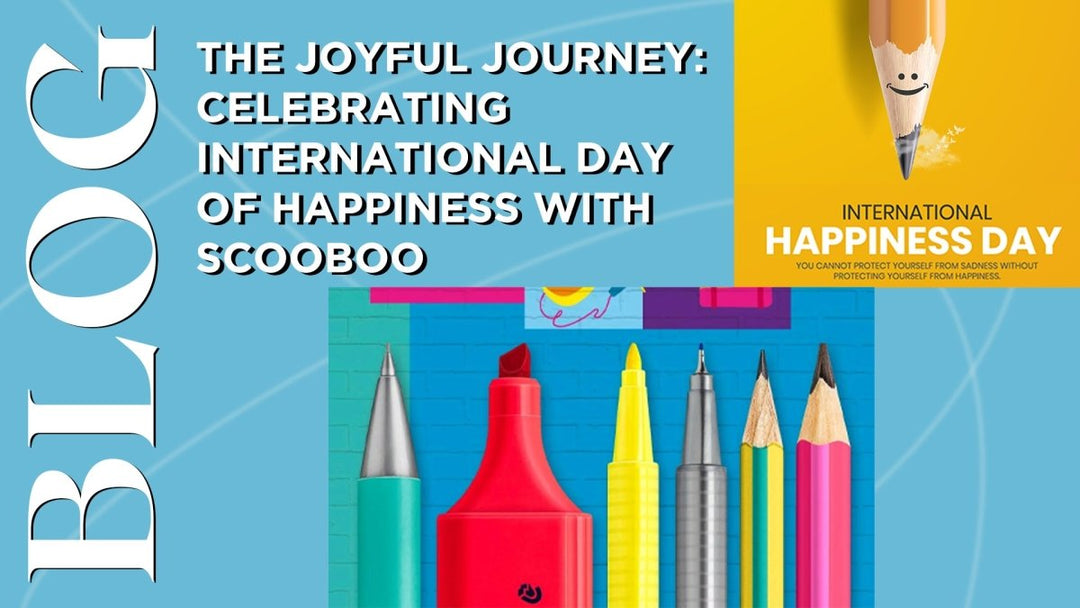 BLOG
THE JOYFUL JOURNEY:
CELEBRATING
INTERNATIONAL DAY
OF HAPPINESS WITH
SCOOBOO
INTERNATIONAL
HAPPINESS DAY
YOU CANNOT PROTECT YOURSELF FROM SADNESS WITHOUT
PROTECTING YOURSELF FROM HAPPINESS.